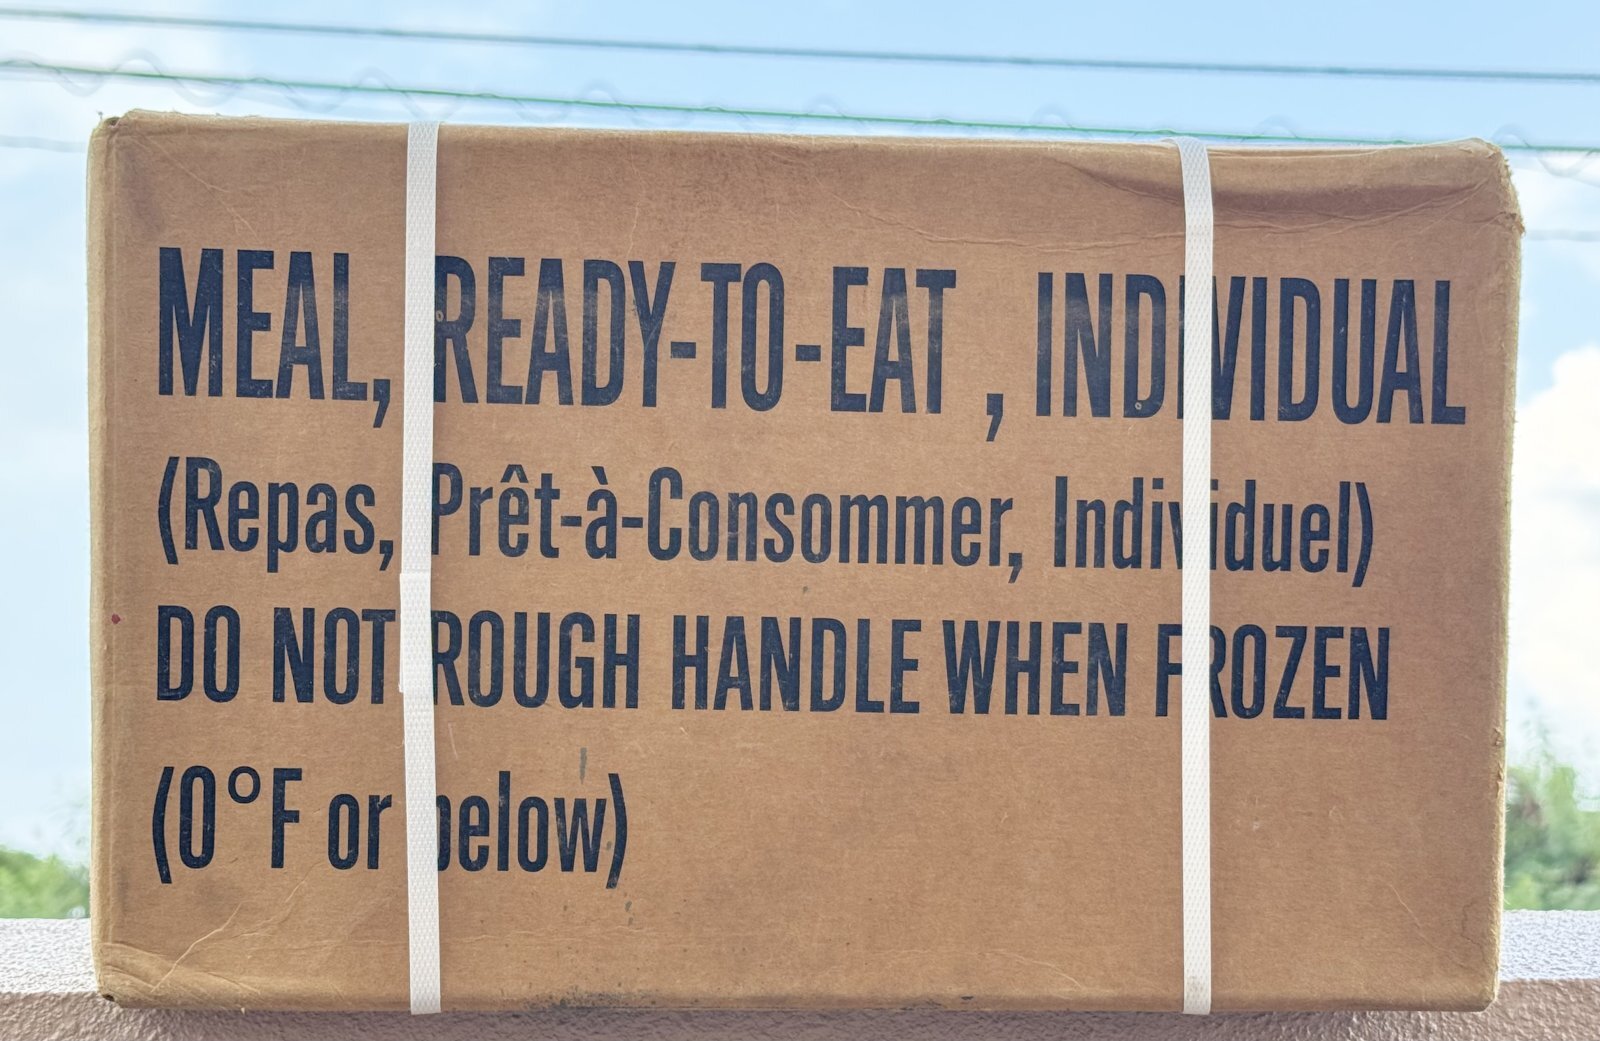 MEAL, READY-TO-EAT , INDIVIDUAL
(Repas, Prêt-à-Consommer, Individuel)
DO NOT ROUGH HANDLE WHEN FROZEN
(0°F or below)